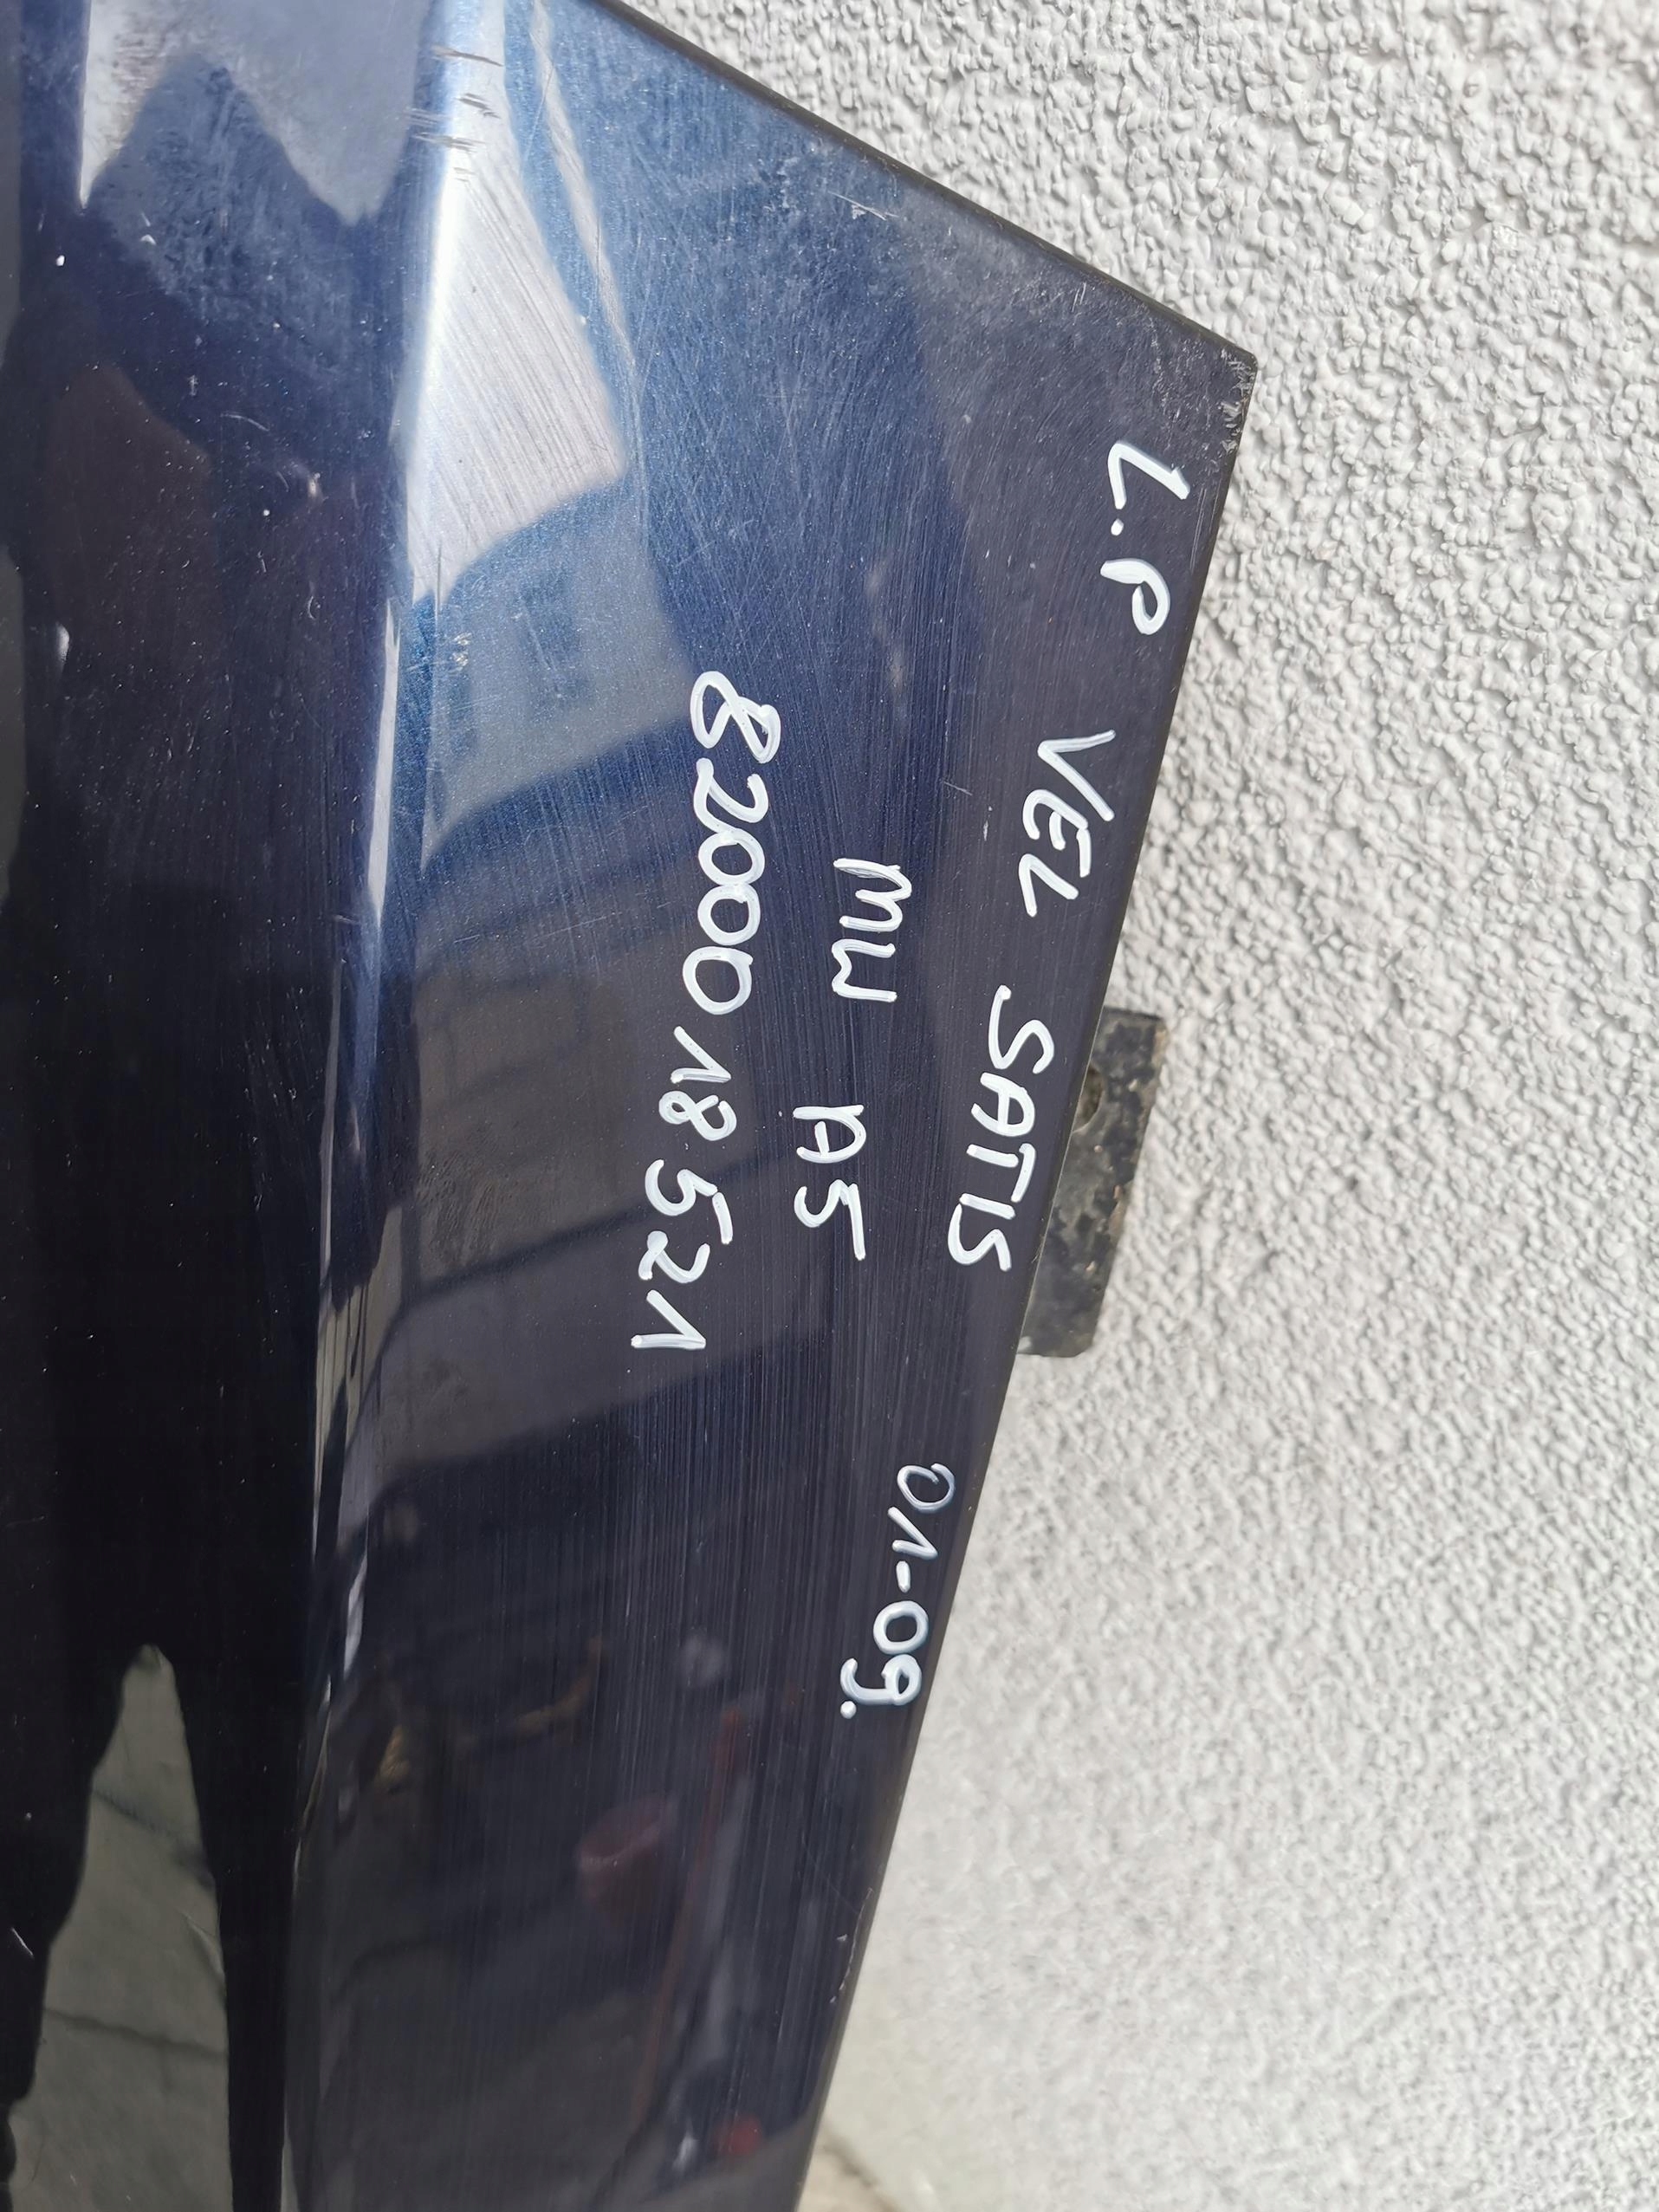 L.P VEL SATIS 01-09.
MW A5
8200018521